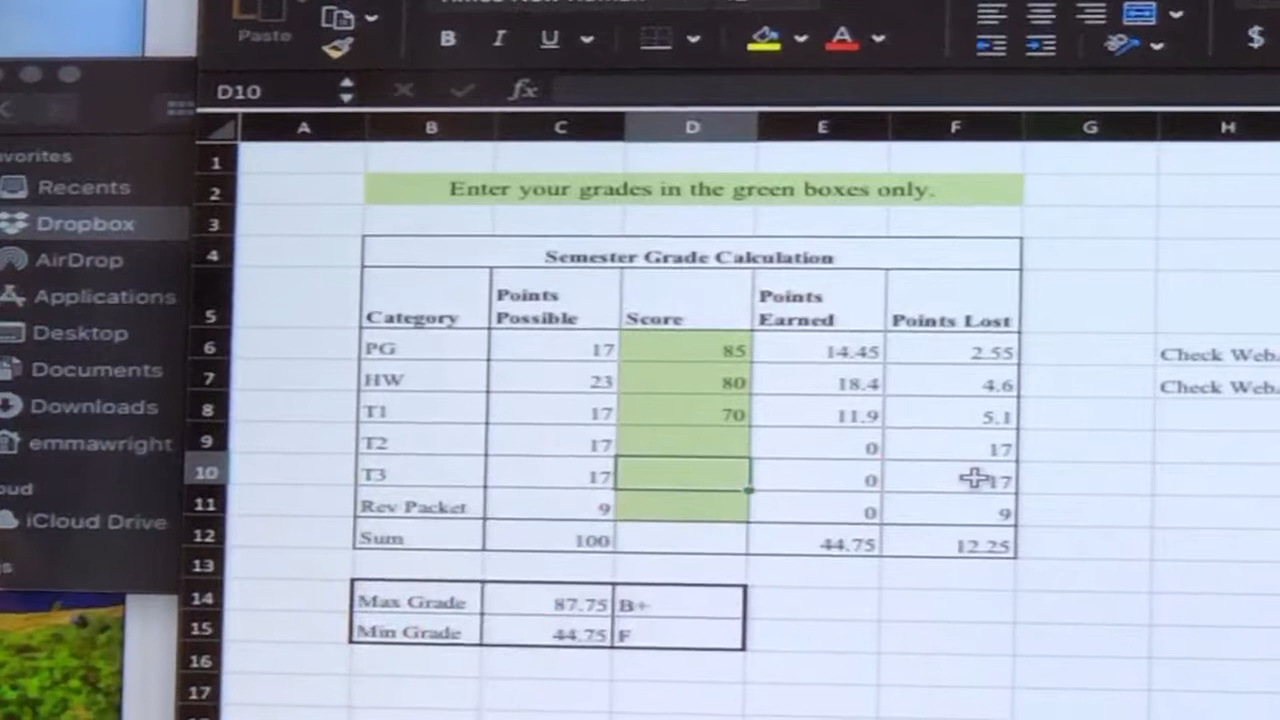 Paste
B I U A $
D10 fx
A B C D E F G H
vorites
Recents
Dropbox
AirDrop
Applications
Desktop
Documents
Downloads
emmawright
oud
iCloud Drive
1
2 Enter your grades in the green boxes only.
3
4 Semester Grade Calculation
5 Category Points Possible Score Points Earned Points Lost
6 PG 17 85 14.45 2.55 Check Web
7 HW 23 80 18.4 4.6 Check Web
8 T1 17 70 11.9 5.1
9 T2 17 0 17
10 T3 17 0 17
11 Rev Packet 9 0 9
12 Sum 100 44.75 12.25
13
14 Max Grade 87.75 B+
15 Min Grade 44.75 F
16
17